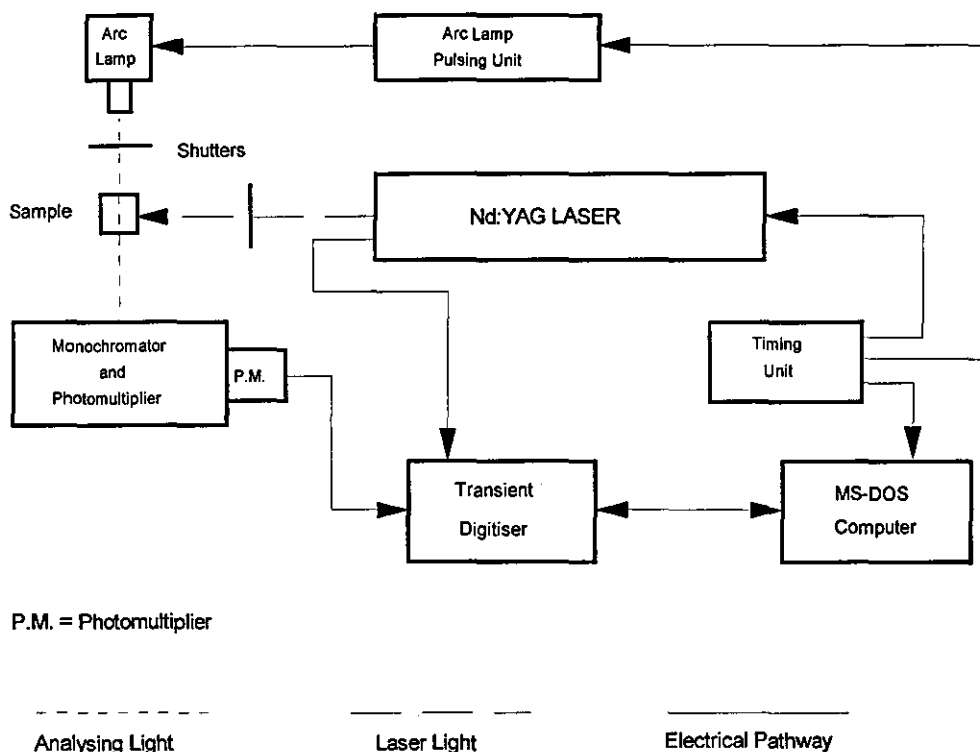 Arc
Lamp
Arc Lamp
Pulsing Unit
Shutters
Sample
Nd:YAG LASER
Monochromator
and
Photomultiplier
P.M.
Timing
Unit
Transient
Digitiser
MS-DOS
Computer
P.M. = Photomultiplier
Analysing Light
Laser Light
Electrical Pathway